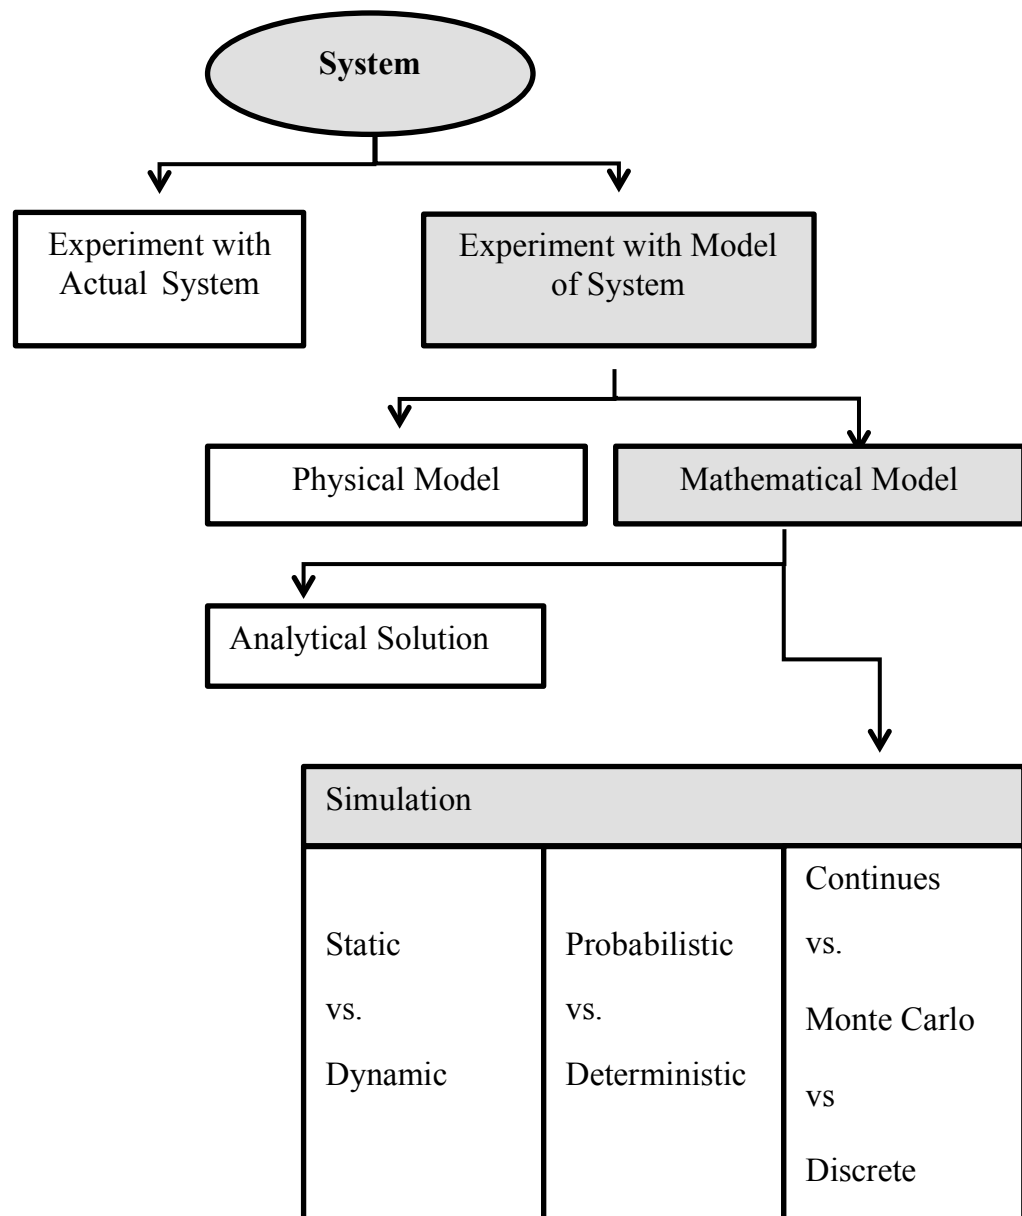 System
Experiment with
Actual System
Experiment with Model
of System
Physical Model
Mathematical Model
Analytical Solution
Simulation
Static
vs.
Dynamic
Probabilistic
vs.
Deterministic
Continues
vs.
Monte Carlo
vs
Discrete